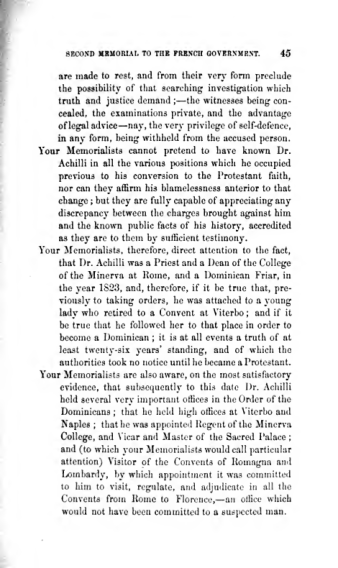 SECOND MEMORIAL TO THE FRENCH GOVERNMENT. 45
are made to rest, and from their very form preclude
the possibility of that searching investigation which
truth and justice demand;—the witnesses being con-
cealed, the examinations private, and the advantage
of legal advice—nay, the very privilege of self-defence,
in any form, being withheld from the accused person.
Your Memorialists cannot pretend to have known Dr.
Achilli in all the various positions which he occupied
previous to his conversion to the Protestant faith,
nor can they affirm his blamelessness anterior to that
change; but they are fully capable of appreciating any
discrepancy between the charges brought against him
and the known public facts of his history, accredited
as they are to them by sufficient testimony.
Your Memorialists, therefore, direct attention to the fact,
that Dr. Achilli was a Priest and a Dean of the College
of the Minerva at Rome, and a Dominican Friar, in
the year 1823, and, therefore, if it be true that, pre-
viously to taking orders, he was attached to a young
lady who retired to a Convent at Viterbo; and if it
be true that he followed her to that place in order to
become a Dominican; it is at all events a truth of at
least twenty-six years' standing, and of which the
authorities took no notice until he became a Protestant.
Your Memorialists are also aware, on the most satisfactory
evidence, that subsequently to this date Dr. Achilli
held several very important offices in the Order of the
Dominicans; that he held high offices at Viterbo and
Naples; that he was appointed Regent of the Minerva
College, and Vicar and Master of the Sacred Palace;
and (to which your Memorialists would call particular
attention) Visitor of the Convents of Romagna and
Lombardy, by which appointment it was committed
to him to visit, regulate, and adjudicate in all the
Convents from Rome to Florence,—an office which
would not have been committed to a suspected man.